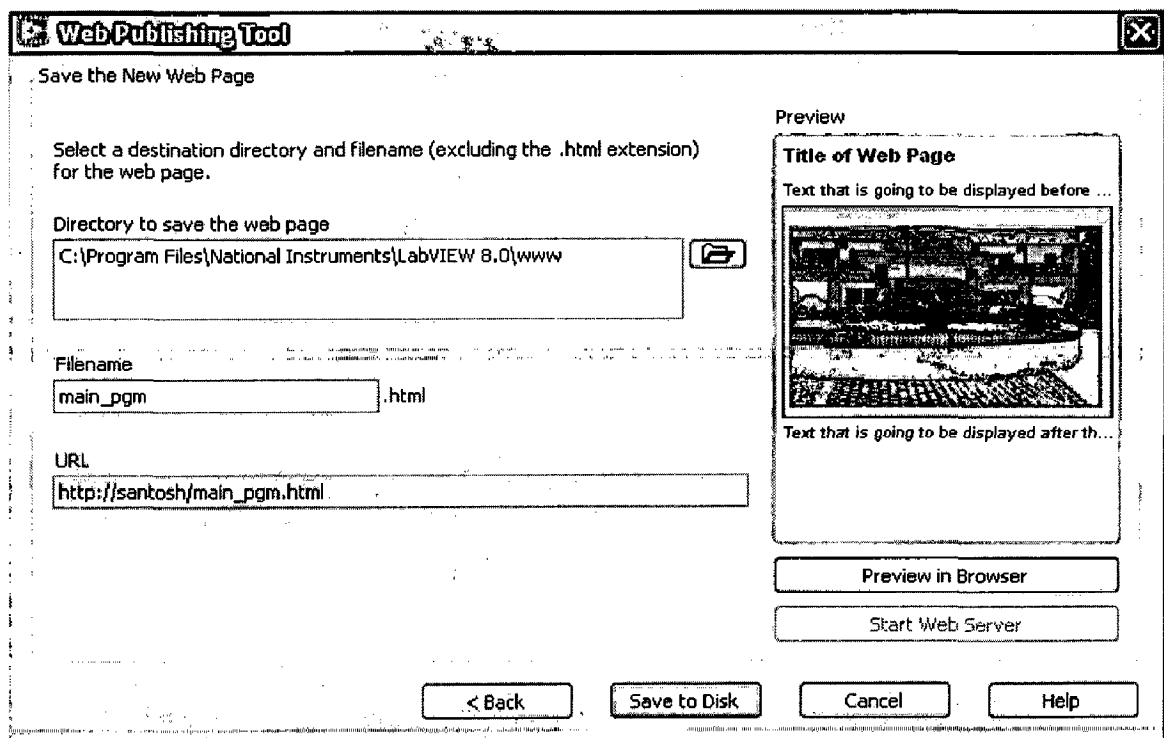 Web Publishing Tool
Save the New Web Page
Select a destination directory and filename (excluding the .html extension)
for the web page.
Directory to save the web page
C:\Program Files\National Instruments\LabVIEW 8.0\www
Filename
main_pgm .html
URL
http://santosh/main_pgm.html
Preview
Title of Web Page
Text that is going to be displayed before ...
Text that is going to be displayed after th...
Preview in Browser
Start Web Server
< Back
Save to Disk
Cancel
Help